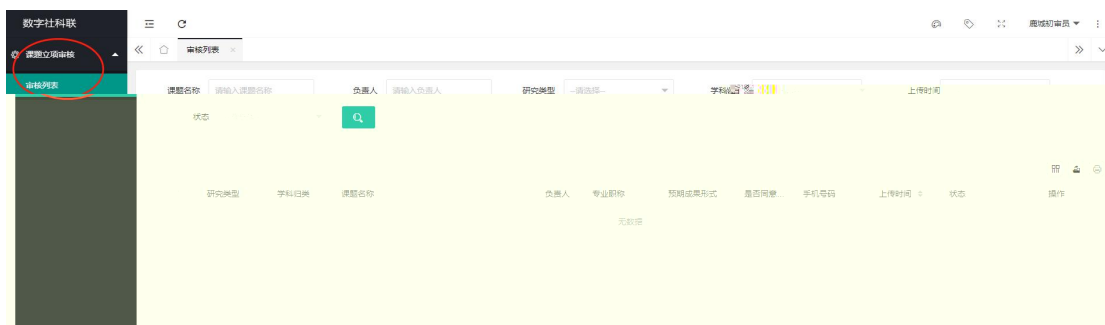 数字社科联
鹿城初审员
课题立项审核
审核列表
审核列表
课题名称 请输入课题名称 负责人 请输入负责人 研究类型 --请选择-- 上传时间
状态
研究类型 学科归类 课题名称 负责人 专业职称 预期成果形式 是否同意... 手机号码 上传时间 状态 操作
无数据